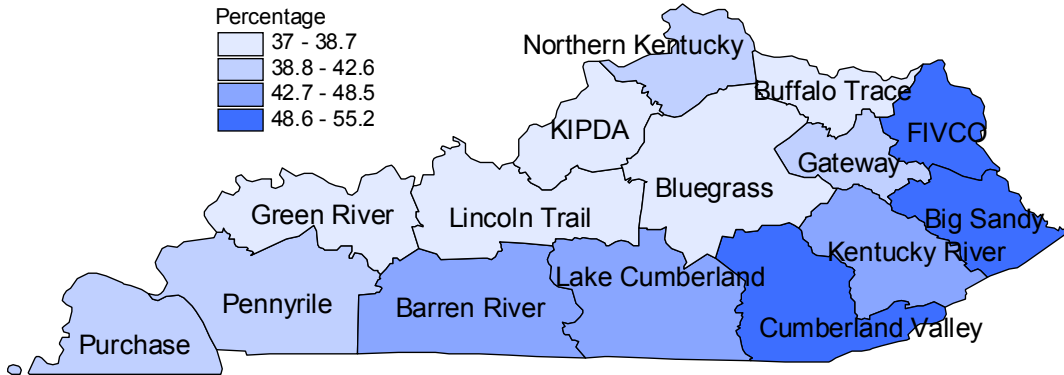 Percentage
37 - 38.7
38.8 - 42.6
42.7 - 48.5
48.6 - 55.2
Northern Kentucky
Buffalo Trace
KIPDA
FIVCO
Gateway
Bluegrass
Green River
Lincoln Trail
Big Sandy
Kentucky River
Lake Cumberland
Pennyrile
Barren River
Cumberland Valley
Purchase